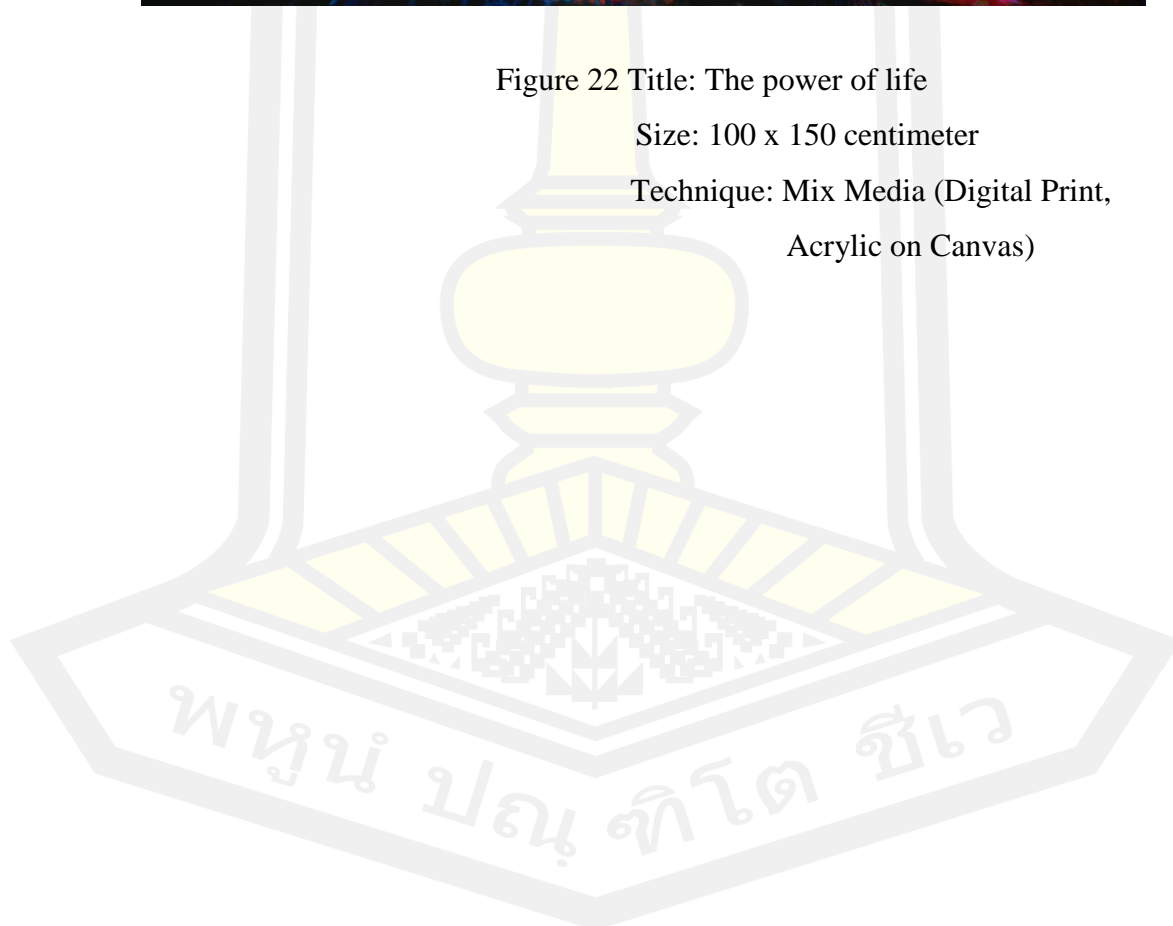 Figure 22 Title: The power of life
Size: 100 x 150 centimeter
Technique: Mix Media (Digital Print,
Acrylic on Canvas)
พหูนํ ปณฺฑิโต ชีเว